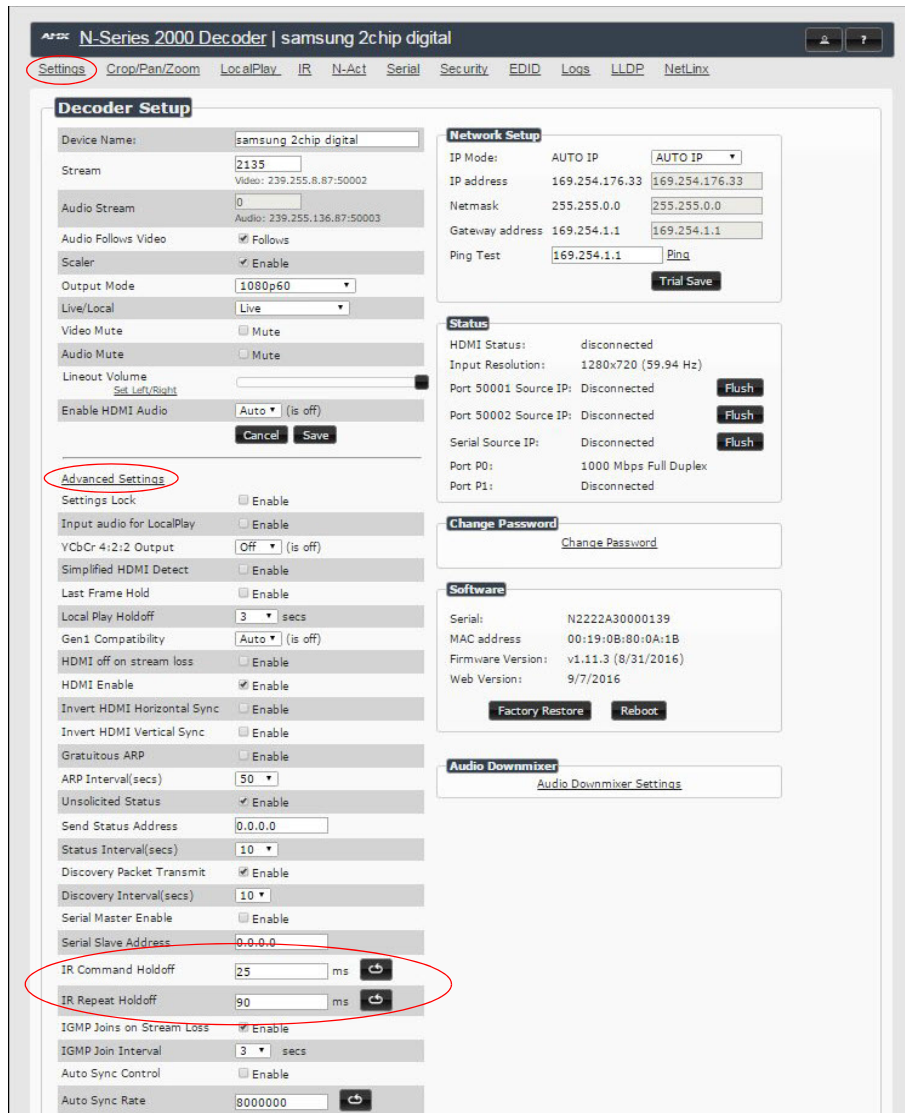 AMX N-Series 2000 Decoder | samsung 2chip digital ?
Settings Crop/Pan/Zoom LocalPlay IR N-Act Serial Security EDID Logs LLDP NetLinx
Decoder Setup
Device Name: samsung 2chip digital
Stream 2135
Video: 239.255.8.87:50002
Audio Stream 0
Audio: 239.255.136.87:50003
Audio Follows Video Follows
Scaler Enable
Output Mode 1080p60
Live/Local Live
Video Mute Mute
Audio Mute Mute
Lineout Volume
Set Left/Right
Enable HDMI Audio Auto (is off)
Cancel Save
Advanced Settings
Settings Lock Enable
Input audio for LocalPlay Enable
YCbCr 4:2:2 Output Off (is off)
Simplified HDMI Detect Enable
Last Frame Hold Enable
Local Play Holdoff 3 secs
Gen1 Compatibility Auto (is off)
HDMI off on stream loss Enable
HDMI Enable Enable
Invert HDMI Horizontal Sync Enable
Invert HDMI Vertical Sync Enable
Gratuitous ARP Enable
ARP Interval(secs) 50
Unsolicited Status Enable
Send Status Address 0.0.0.0
Status Interval(secs) 10
Discovery Packet Transmit Enable
Discovery Interval(secs) 10
Serial Master Enable Enable
Serial Slave Address 0.0.0.0
IR Command Holdoff 25 ms
IR Repeat Holdoff 90 ms
IGMP Joins on Stream Loss Enable
IGMP Join Interval 3 secs
Auto Sync Control Enable
Auto Sync Rate 8000000
Network Setup
IP Mode: AUTO IP AUTO IP
IP address 169.254.176.33 169.254.176.33
Netmask 255.255.0.0 255.255.0.0
Gateway address 169.254.1.1 169.254.1.1
Ping Test 169.254.1.1 Ping
Trial Save
Status
HDMI Status: disconnected
Input Resolution: 1280x720 (59.94 Hz)
Port 50001 Source IP: Disconnected Flush
Port 50002 Source IP: Disconnected Flush
Serial Source IP: Disconnected Flush
Port P0: 1000 Mbps Full Duplex
Port P1: Disconnected
Change Password
Change Password
Software
Serial: N2222A30000139
MAC address 00:19:0B:80:0A:1B
Firmware Version: v1.11.3 (8/31/2016)
Web Version: 9/7/2016
Factory Restore Reboot
Audio Downmixer
Audio Downmixer Settings